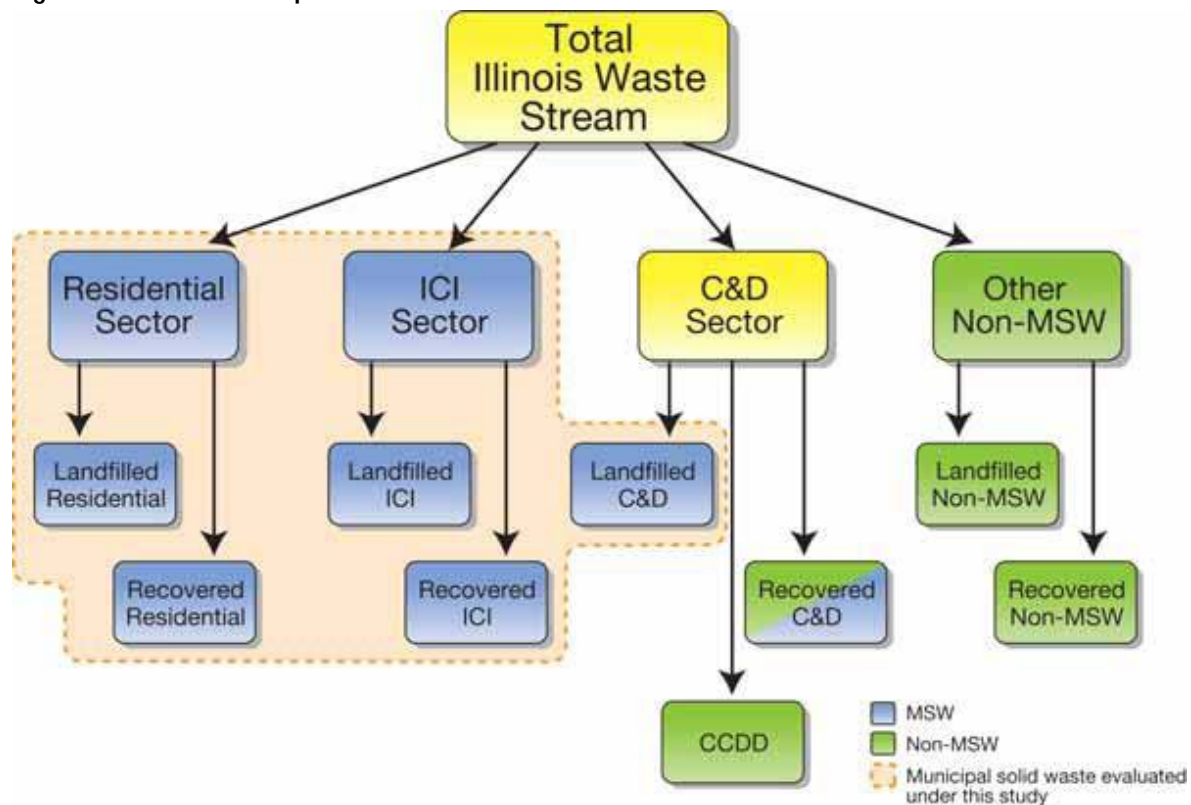 Total
Illinois Waste
Stream
Residential
Sector
ICI
Sector
C&D
Sector
Other
Non-MSW
Landfilled
Residential
Landfilled
ICI
Landfilled
C&D
Landfilled
Non-MSW
Recovered
Residential
Recovered
ICI
Recovered
C&D
Recovered
Non-MSW
CCDD
MSW
Non-MSW
Municipal solid waste evaluated
under this study